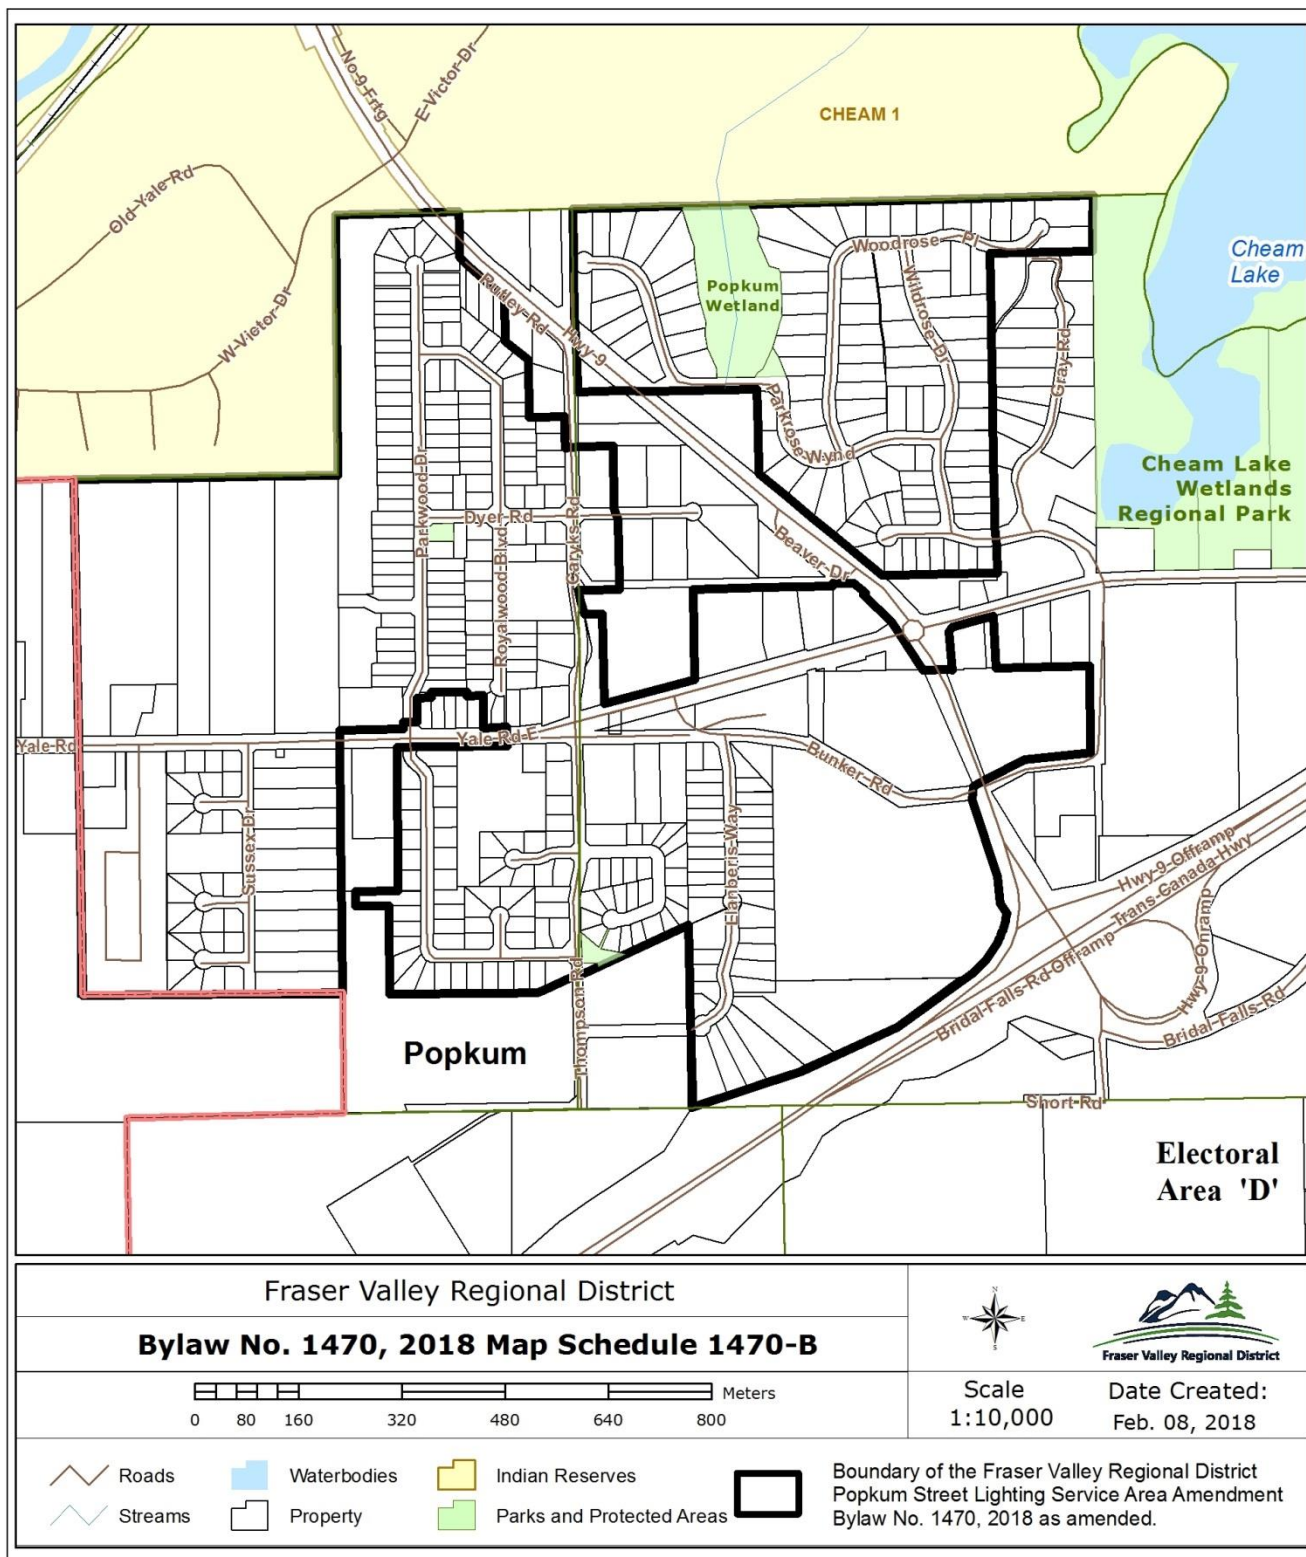 No 9 Frtg
E Victor Dr
CHEAM 1
Old Yale Rd
W Victor Dr
Cheam
Lake
Woodrose Pl
Wildrose Dr
Popkum
Wetland
Rutley Rd
Hwy 9
Gray Rd
Parkrose Wynd
Cheam Lake
Wetlands
Regional Park
Parkwood Dr
Dyer Rd
Royalwood Blvd
Garyks Rd
Beaver Dr
Yale Rd
Yale Rd E
Bunker Rd
Sussex Dr
Elanberis Way
Hwy 9 Offramp
Trans Canada Hwy
Hwy 9 Onramp
Bridal Falls Rd Offramp
Bridal Falls Rd
Thompson Rd
Popkum
Short Rd
Electoral
Area 'D'
Fraser Valley Regional District
Bylaw No. 1470, 2018 Map Schedule 1470-B
Meters
0 80 160 320 480 640 800
N
W E
S
Fraser Valley Regional District
Scale
1:10,000
Date Created:
Feb. 08, 2018
Roads
Waterbodies
Indian Reserves
Streams
Property
Parks and Protected Areas
Boundary of the Fraser Valley Regional District
Popkum Street Lighting Service Area Amendment
Bylaw No. 1470, 2018 as amended.